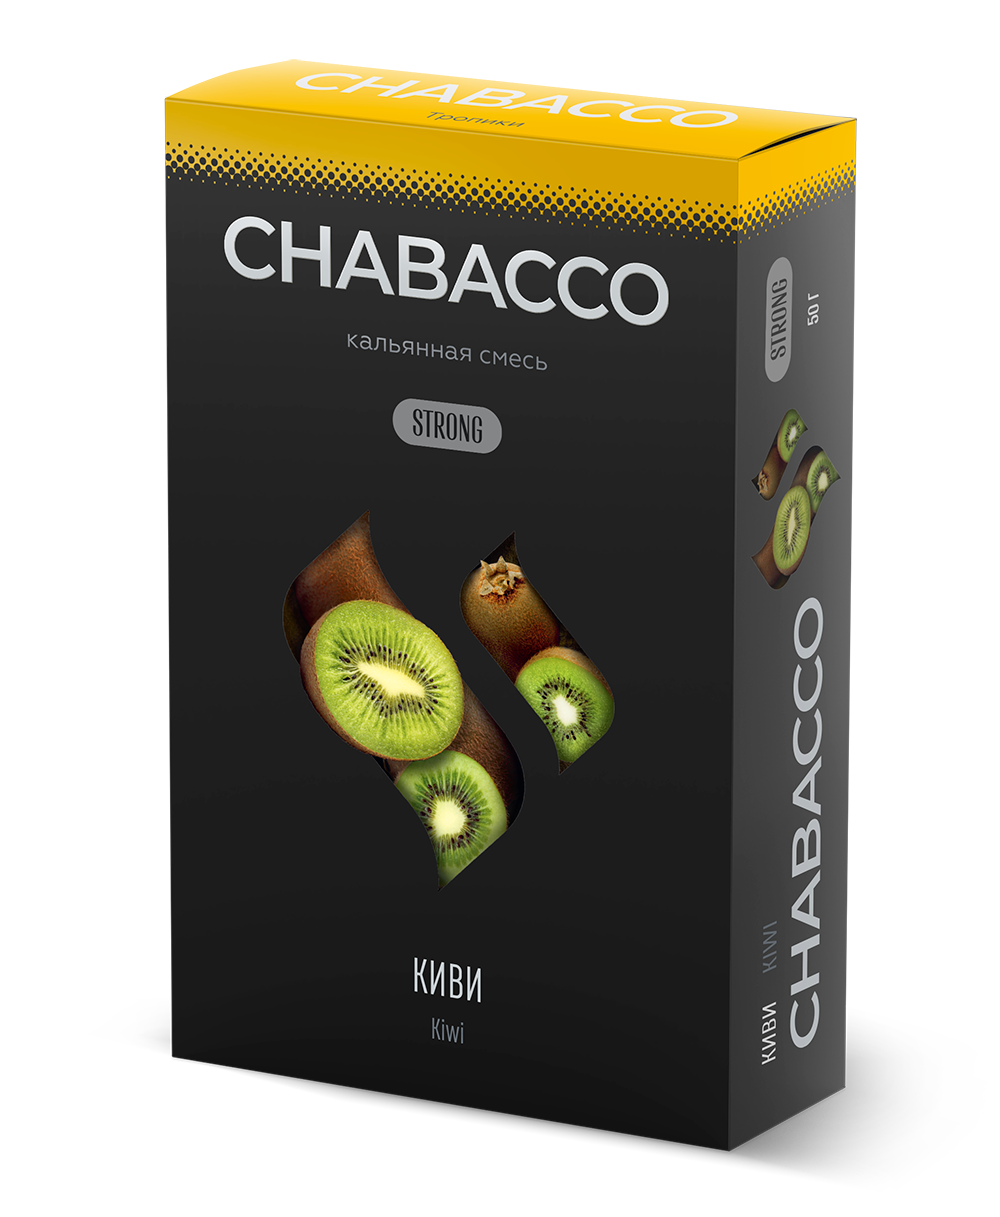 CHABACCO
Тропики
CHABACCO
кальянная смесь
STRONG
КИВИ
Kiwi
STRONG
50 Г
CHABACCO
КИВИ KIWI